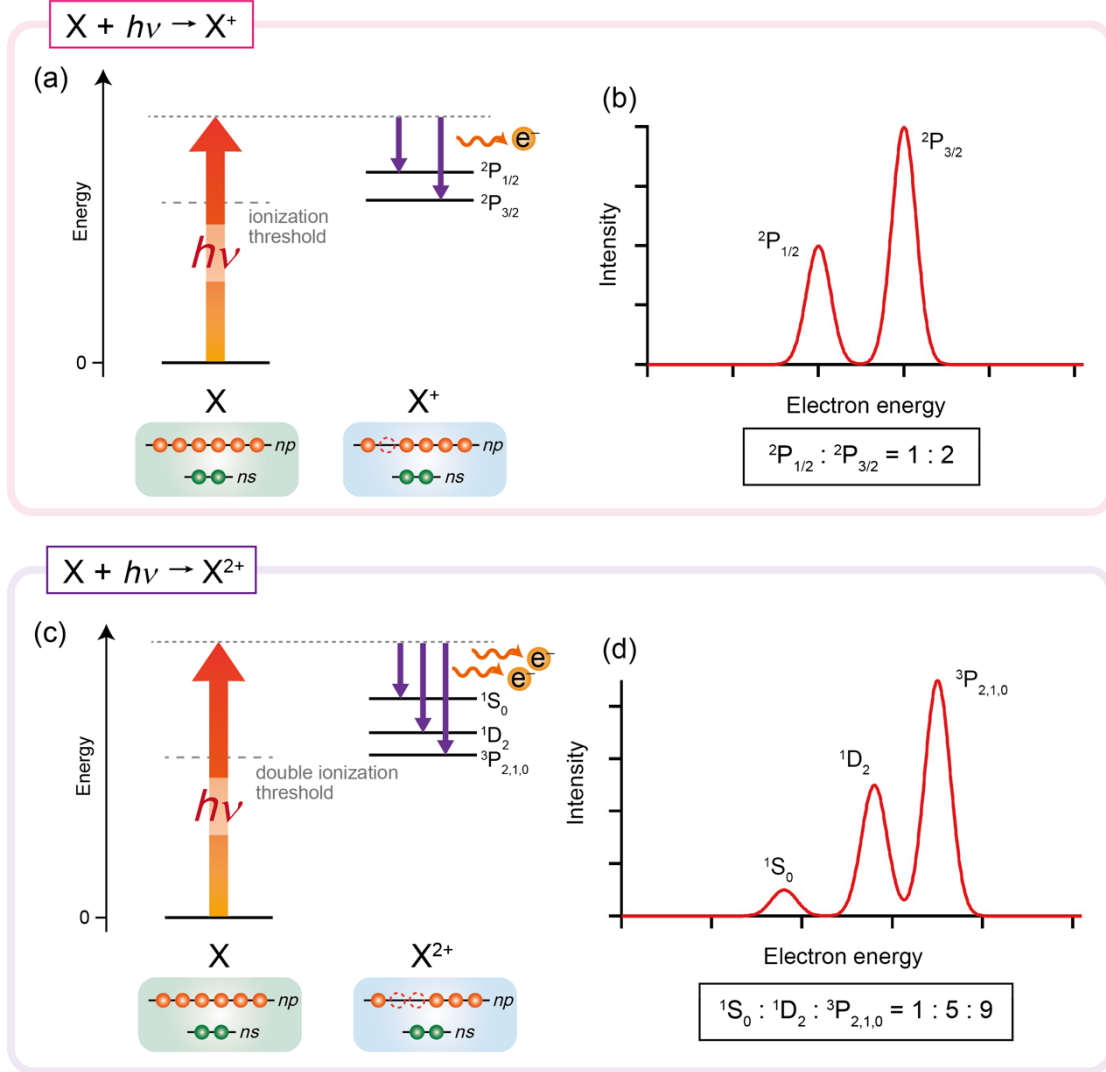 X + hν → X⁺
(a)
Energy
0
hν
ionization
threshold
e⁻
²P₁/₂
²P₃/₂
X
X⁺
np
ns
np
ns
(b)
Intensity
²P₁/₂
²P₃/₂
Electron energy
²P₁/₂ : ²P₃/₂ = 1 : 2
X + hν → X²⁺
(c)
Energy
0
hν
double ionization
threshold
e⁻
e⁻
¹S₀
¹D₂
³P₂,₁,₀
X
X²⁺
np
ns
np
ns
(d)
Intensity
¹S₀
¹D₂
³P₂,₁,₀
Electron energy
¹S₀ : ¹D₂ : ³P₂,₁,₀ = 1 : 5 : 9